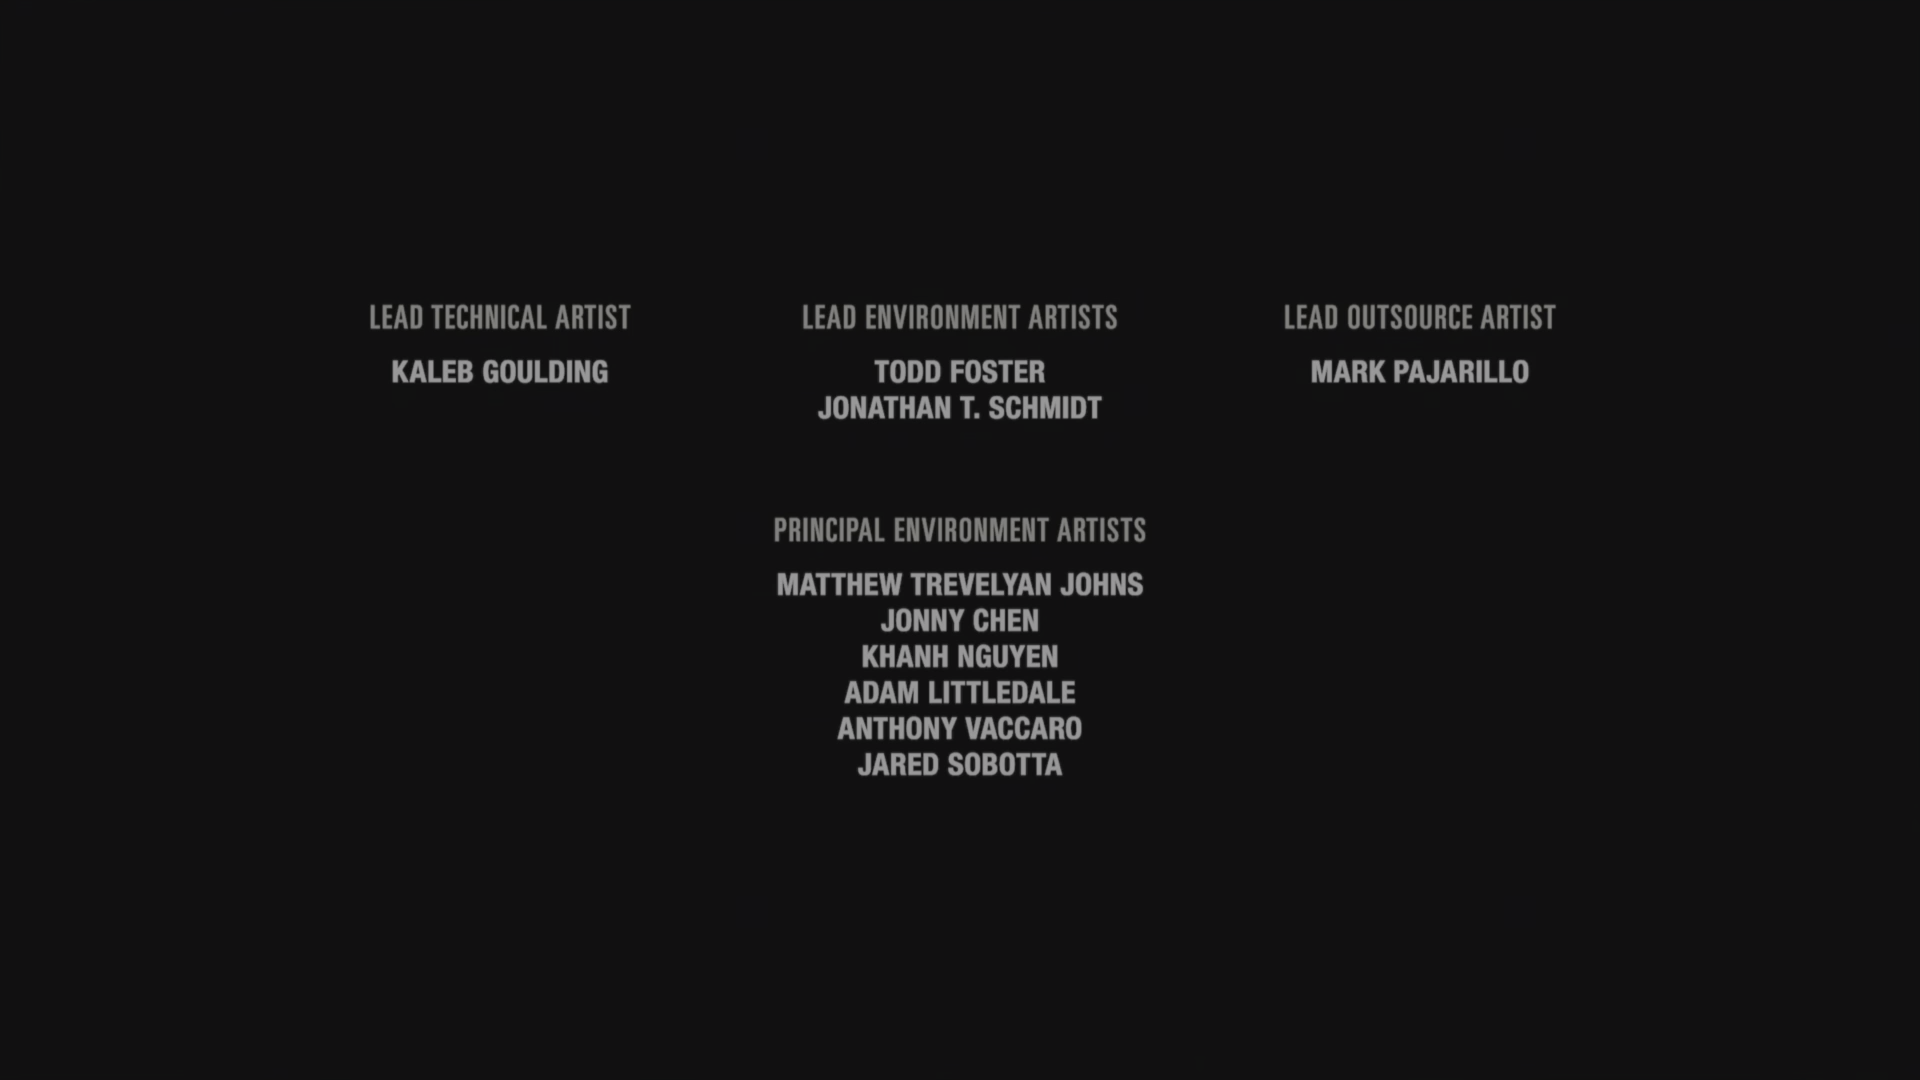 LEAD TECHNICAL ARTIST
KALEB GOULDING
LEAD ENVIRONMENT ARTISTS
TODD FOSTER
JONATHAN T. SCHMIDT
LEAD OUTSOURCE ARTIST
MARK PAJARILLO
PRINCIPAL ENVIRONMENT ARTISTS
MATTHEW TREVELYAN JOHNS
JONNY CHEN
KHANH NGUYEN
ADAM LITTLEDALE
ANTHONY VACCARO
JARED SOBOTTA